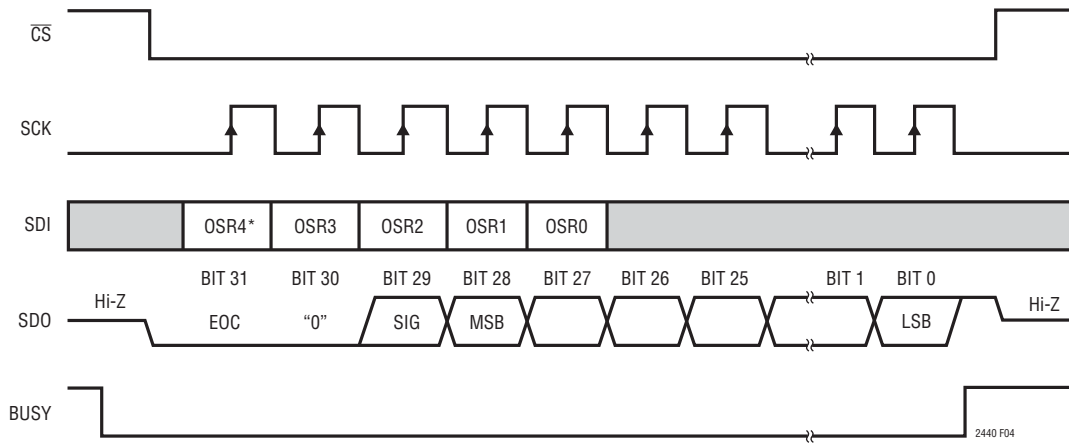 CS
SCK
SDI OSR4* OSR3 OSR2 OSR1 OSR0
BIT 31 BIT 30 BIT 29 BIT 28 BIT 27 BIT 26 BIT 25 BIT 1 BIT 0
Hi-Z Hi-Z
SDO EOC “0” SIG MSB LSB
BUSY
2440 F04